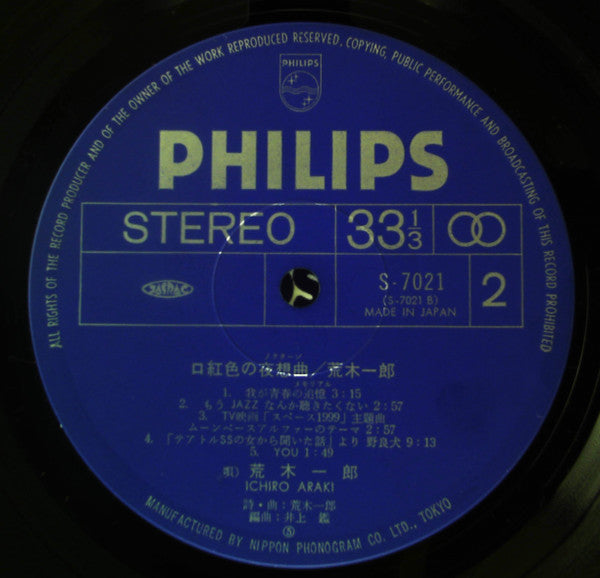 ALL RIGHTS OF THE RECORD PRODUCER AND OF THE OWNER OF THE WORK REPRODUCED RESERVED. COPYING, PUBLIC PERFORMANCE AND BROADCASTING OF THIS RECORD PROHIBITED
PHILIPS
PHILIPS
STEREO
33 1/3
S-7021
(S-7021 B)
MADE IN JAPAN
2
JASRAC
ノクターン
口紅色の夜想曲／荒木一郎
メモリアル
1. 我が青春の追憶 3:15
2. もう JAZZ なんか聴きたくない 2:57
3. TV映画「スペース1999」主題曲
ムーンベースアルファーのテーマ 2:57
4. 「テアトルSSの女から聞いた話」より 野良犬 9:13
5. YOU 1:49
唄） 荒木一郎
ICHIRO ARAKI
詩・曲：荒木一郎
編曲：井上 鑑
Ⓢ
MANUFACTURED BY NIPPON PHONOGRAM CO. LTD., TOKYO